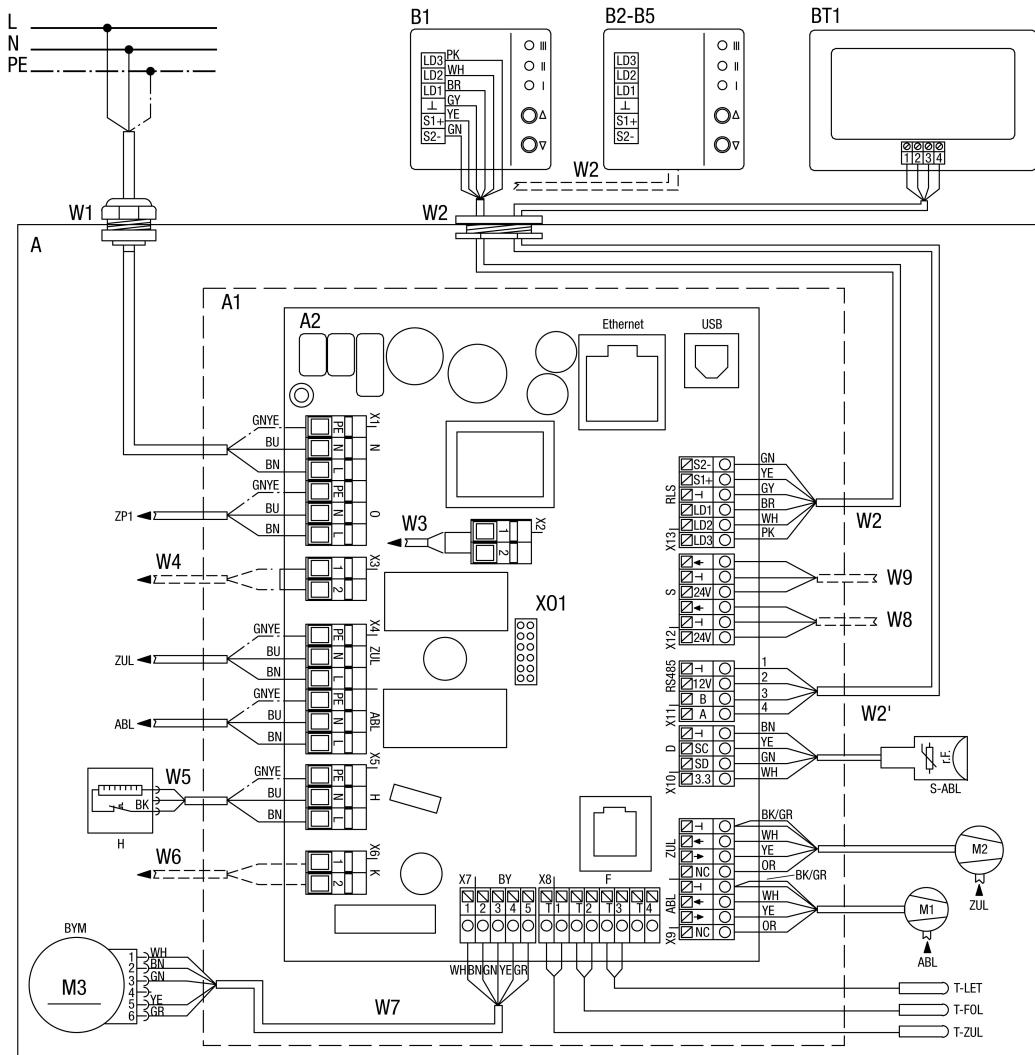 L
N
PE
B1
B2-B5
BT1
LD3
LD2
LD1
⊥
S1+
S2-
PK
WH
BR
GY
YE
GN
III
II
I
Δ
∇
LD3
LD2
LD1
⊥
S1+
S2-
III
II
I
Δ
∇
1 2 3 4
W2
W1
W2
A
A1
A2
Ethernet
USB
GNYE
BU
BN
PE
N
L
X1
N
GNYE
BU
BN
PE
N
L
O
ZP1
W3
1
2
X2
W4
1
2
X3
X01
GNYE
BU
BN
PE
N
L
X4
ZUL
ZUL
GNYE
BU
BN
PE
N
L
ABL
ABL
W5
BK
H
GNYE
BU
BN
PE
N
L
X5
H
W6
1
2
X6
K
RLS
X13
S2-
S1+
⊥
LD1
LD2
LD3
GN
YE
GY
BR
WH
PK
W2
S
X12
⊥
24V
⊥
24V
W9
W8
RS485
X11
⊥
12V
B
A
1
2
3
4
W2'
D
X10
⊥
SC
SD
3.3
BN
YE
GN
WH
r.F.
S-ABL
ZUL
⊥
NC
BK/GR
WH
YE
OR
M2
ZUL
ABL
X9
⊥
NC
BK/GR
WH
YE
OR
M1
ABL
X7 BY X8 F
1 2 3 4 5 T 1 T 2 T 3 T 4
WH BN GN YE GR
BYM
M3
1 WH
2 BN
3 GN
4
5 YE
6 GR
W7
T-LET
T-FOL
T-ZUL